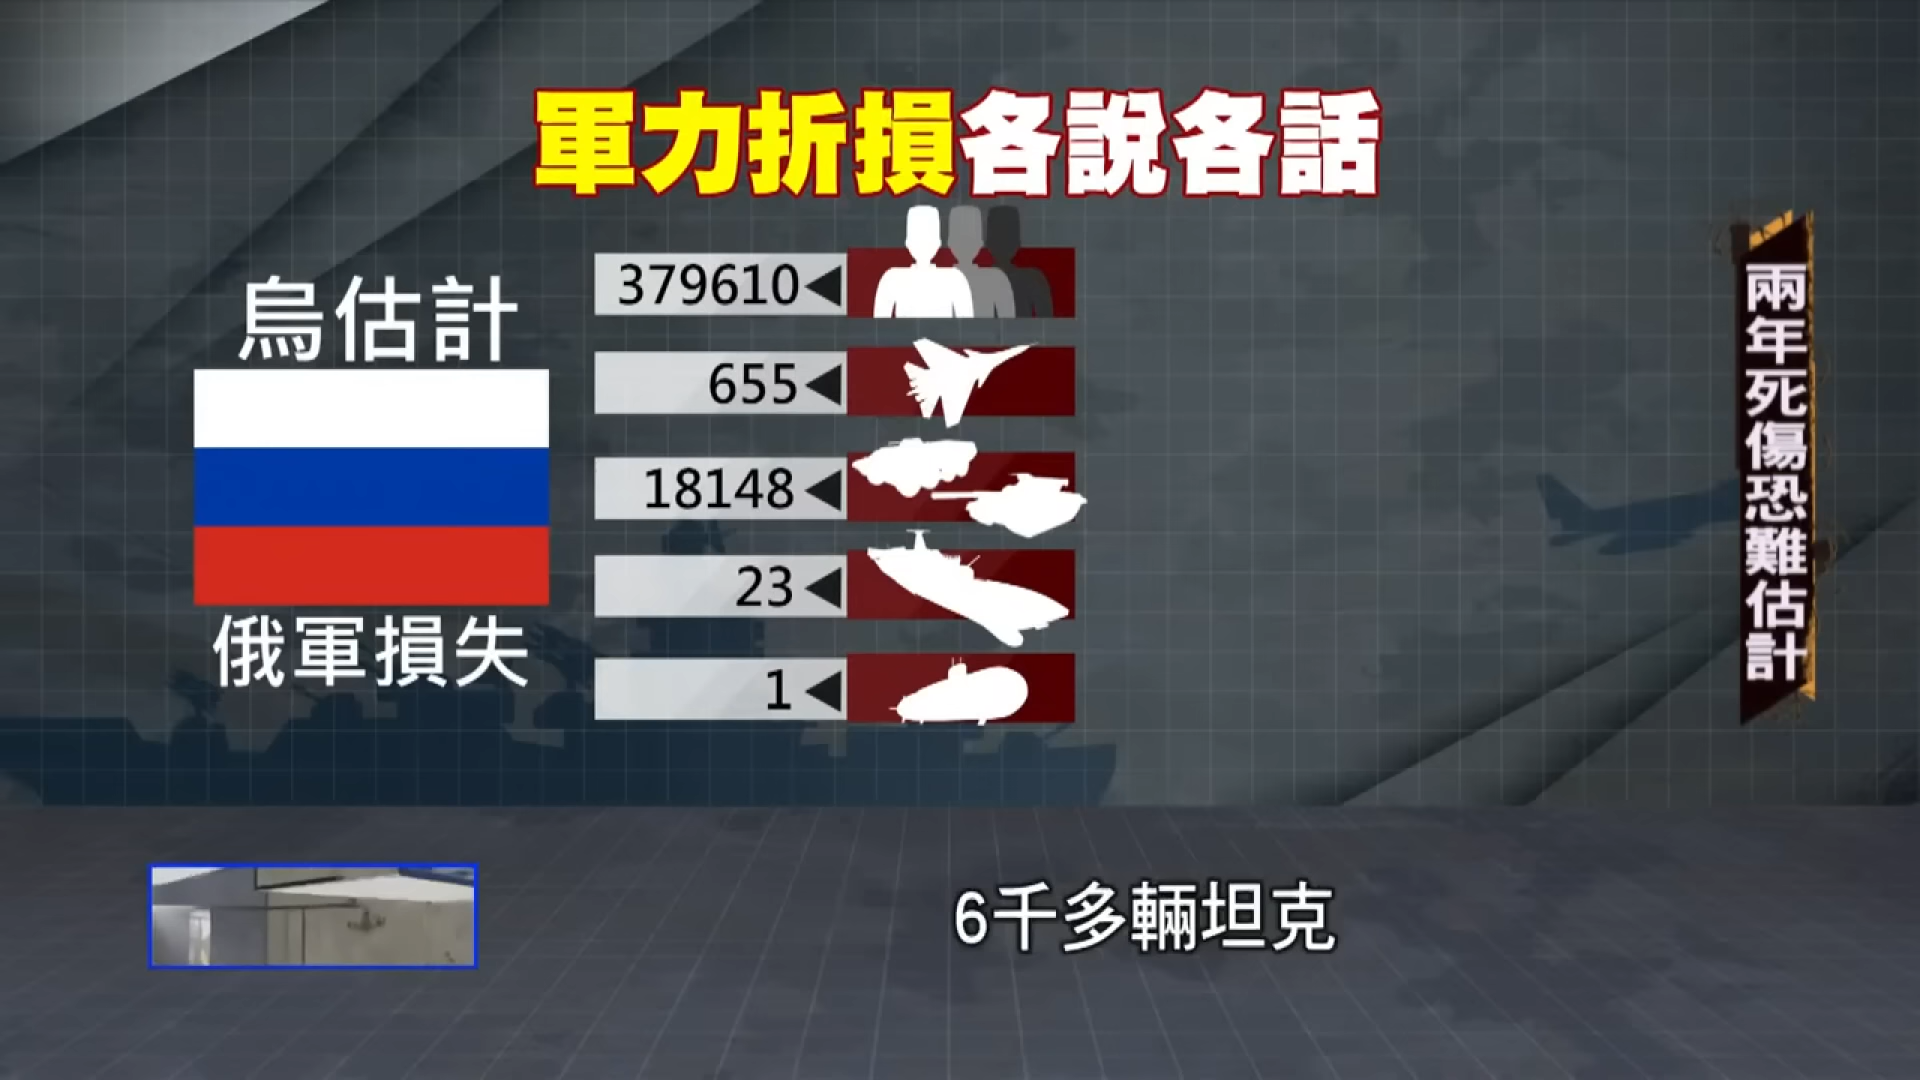 軍力折損各說各話
烏估計
俄軍損失
379610
655
18148
23
1
兩年死傷恐難估計
6千多輛坦克